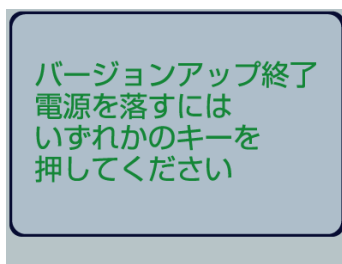 バージョンアップ終了
電源を落すには
いずれかのキーを
押してください